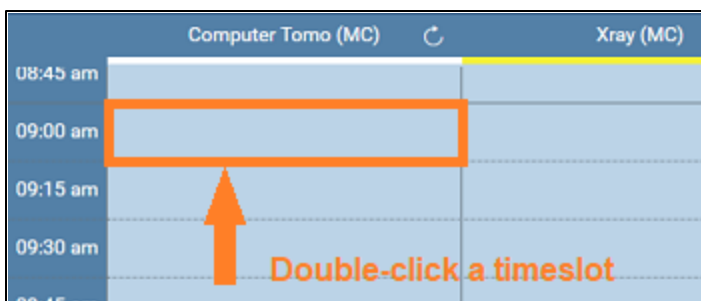 Computer Tomo (MC) Xray (MC)
08:45 am
09:00 am
09:15 am
09:30 am
Double-click a timeslot